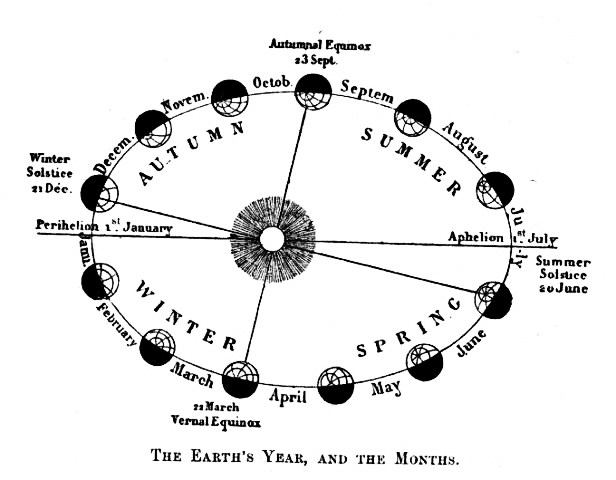 Autumnal Equinox
23 Sept.
Octob.
Septem
Novem.
August
Decem.
AUTUMN
SUMMER
Winter
Solstice
21 Dec.
July
Perihelion 1st January
Aphelion 1st July
Janu.
Summer
Solstice
20 June
February
WINTER
SPRING
June
March
April
May
22 March
Vernal Equinox
THE EARTH'S YEAR, AND THE MONTHS.